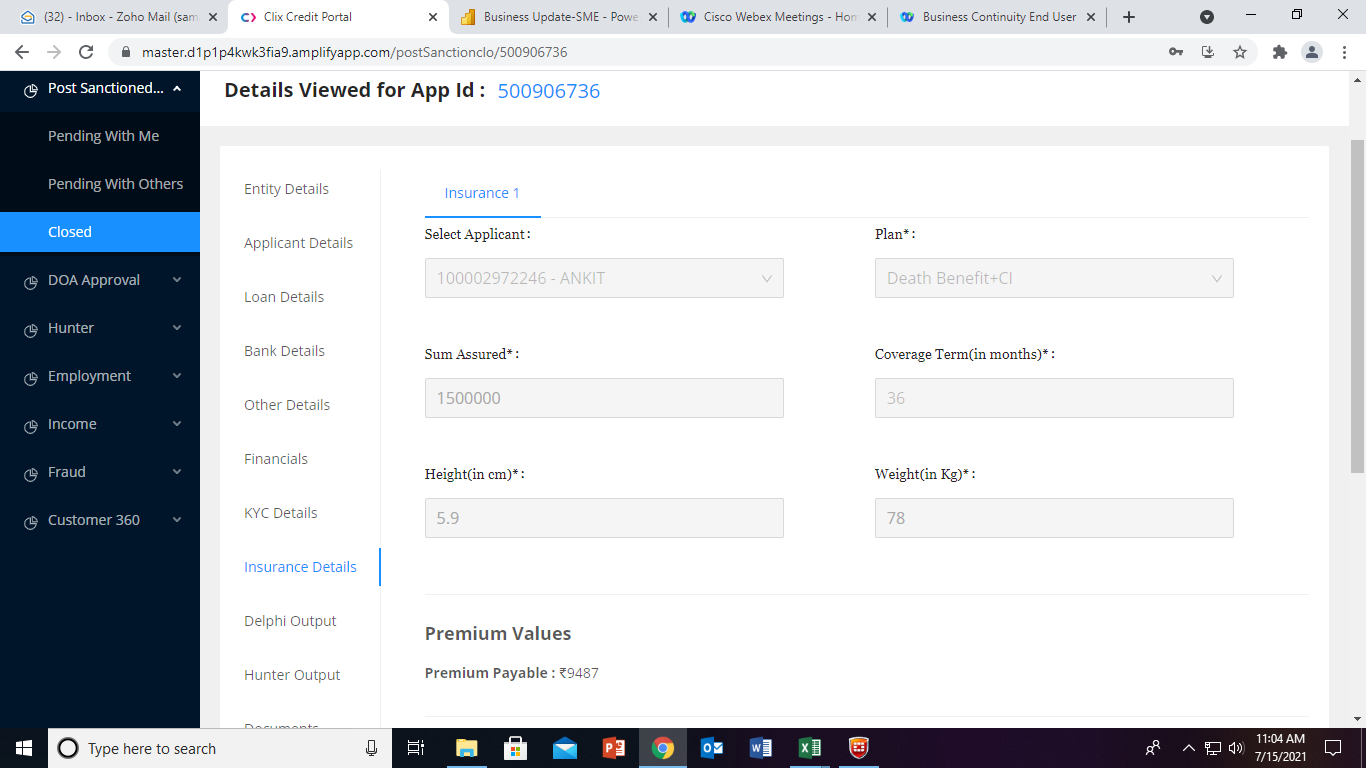 (32) - Inbox - Zoho Mail (sam
Clix Credit Portal
Business Update-SME - Powe
Cisco Webex Meetings - Hom
Business Continuity End User
master.d1p1p4kwk3fia9.amplifyapp.com/postSanctionclo/500906736
Post Sanctioned...
Pending With Me
Pending With Others
Closed
DOA Approval
Hunter
Employment
Income
Fraud
Customer 360
Details Viewed for App Id : 500906736
Entity Details
Applicant Details
Loan Details
Bank Details
Other Details
Financials
KYC Details
Insurance Details
Delphi Output
Hunter Output
Documents
Insurance 1
Select Applicant:
Plan*:
100002972246 - ANKIT
Death Benefit+CI
Sum Assured*:
Coverage Term(in months)*:
1500000
36
Height(in cm)*:
Weight(in Kg)*:
5.9
78
Premium Values
Premium Payable : ₹9487
Type here to search
11:04 AM
7/15/2021